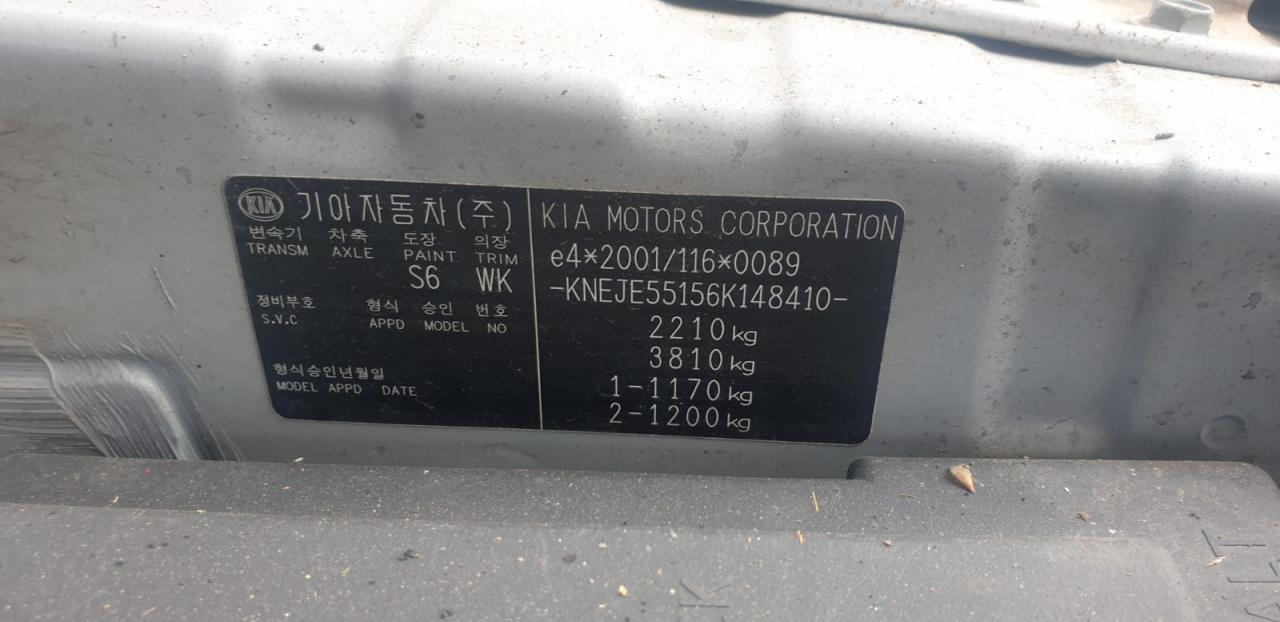 KIA 기아자동차(주)
변속기 차축 도장 의장
TRANSM AXLE PAINT TRIM
S6 WK
정비부호 형식 승인 번호
S.V.C APPD MODEL NO
형식승인년월일
MODEL APPD DATE
KIA MOTORS CORPORATION
e4*2001/116*0089
-KNEJE55156K148410-
2210kg
3810kg
1-1170kg
2-1200kg